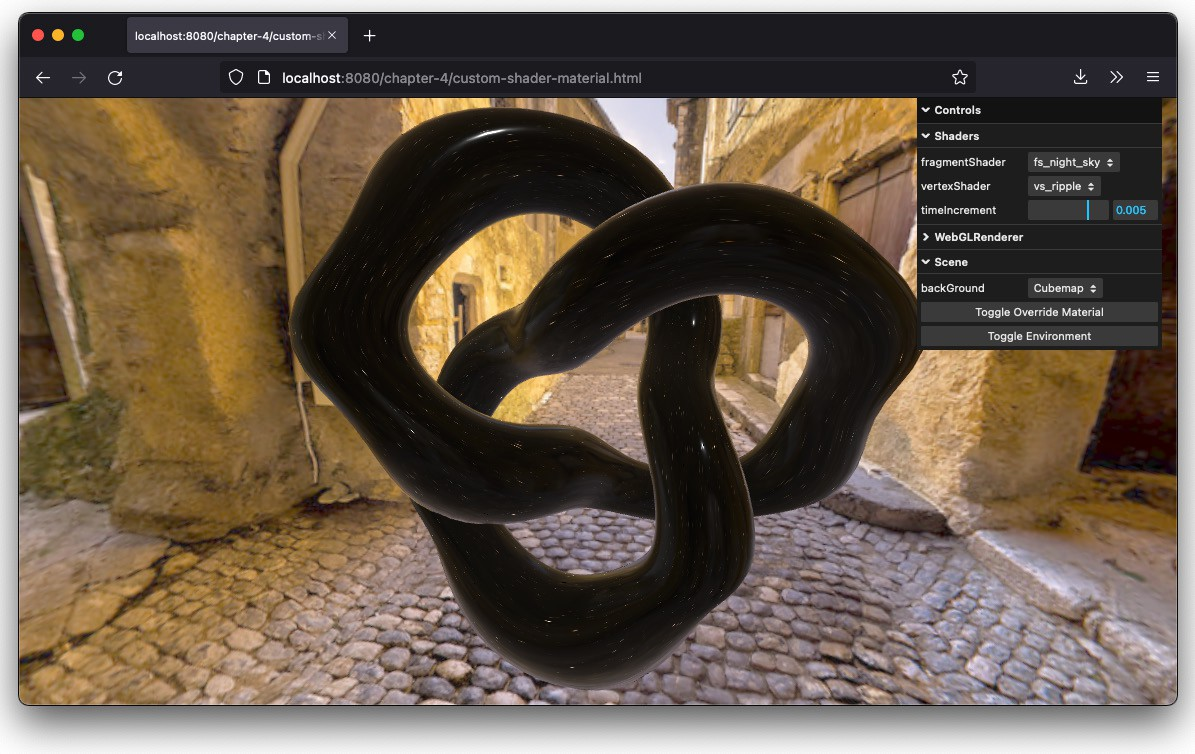 localhost:8080/chapter-4/custom-s
localhost:8080/chapter-4/custom-shader-material.html
Controls
Shaders
fragmentShader fs_night_sky
vertexShader vs_ripple
timeIncrement 0.005
WebGLRenderer
Scene
backGround Cubemap
Toggle Override Material
Toggle Environment